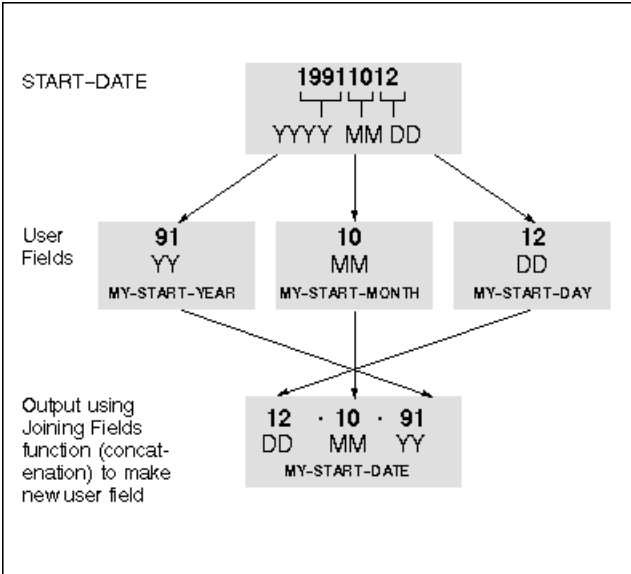 START-DATE
19911012
YYYY MM DD
User
Fields
91
YY
MY-START-YEAR
10
MM
MY-START-MONTH
12
DD
MY-START-DAY
Output using
Joining Fields
function (concat-
enation) to make
new user field
12 · 10 · 91
DD MM YY
MY-START-DATE